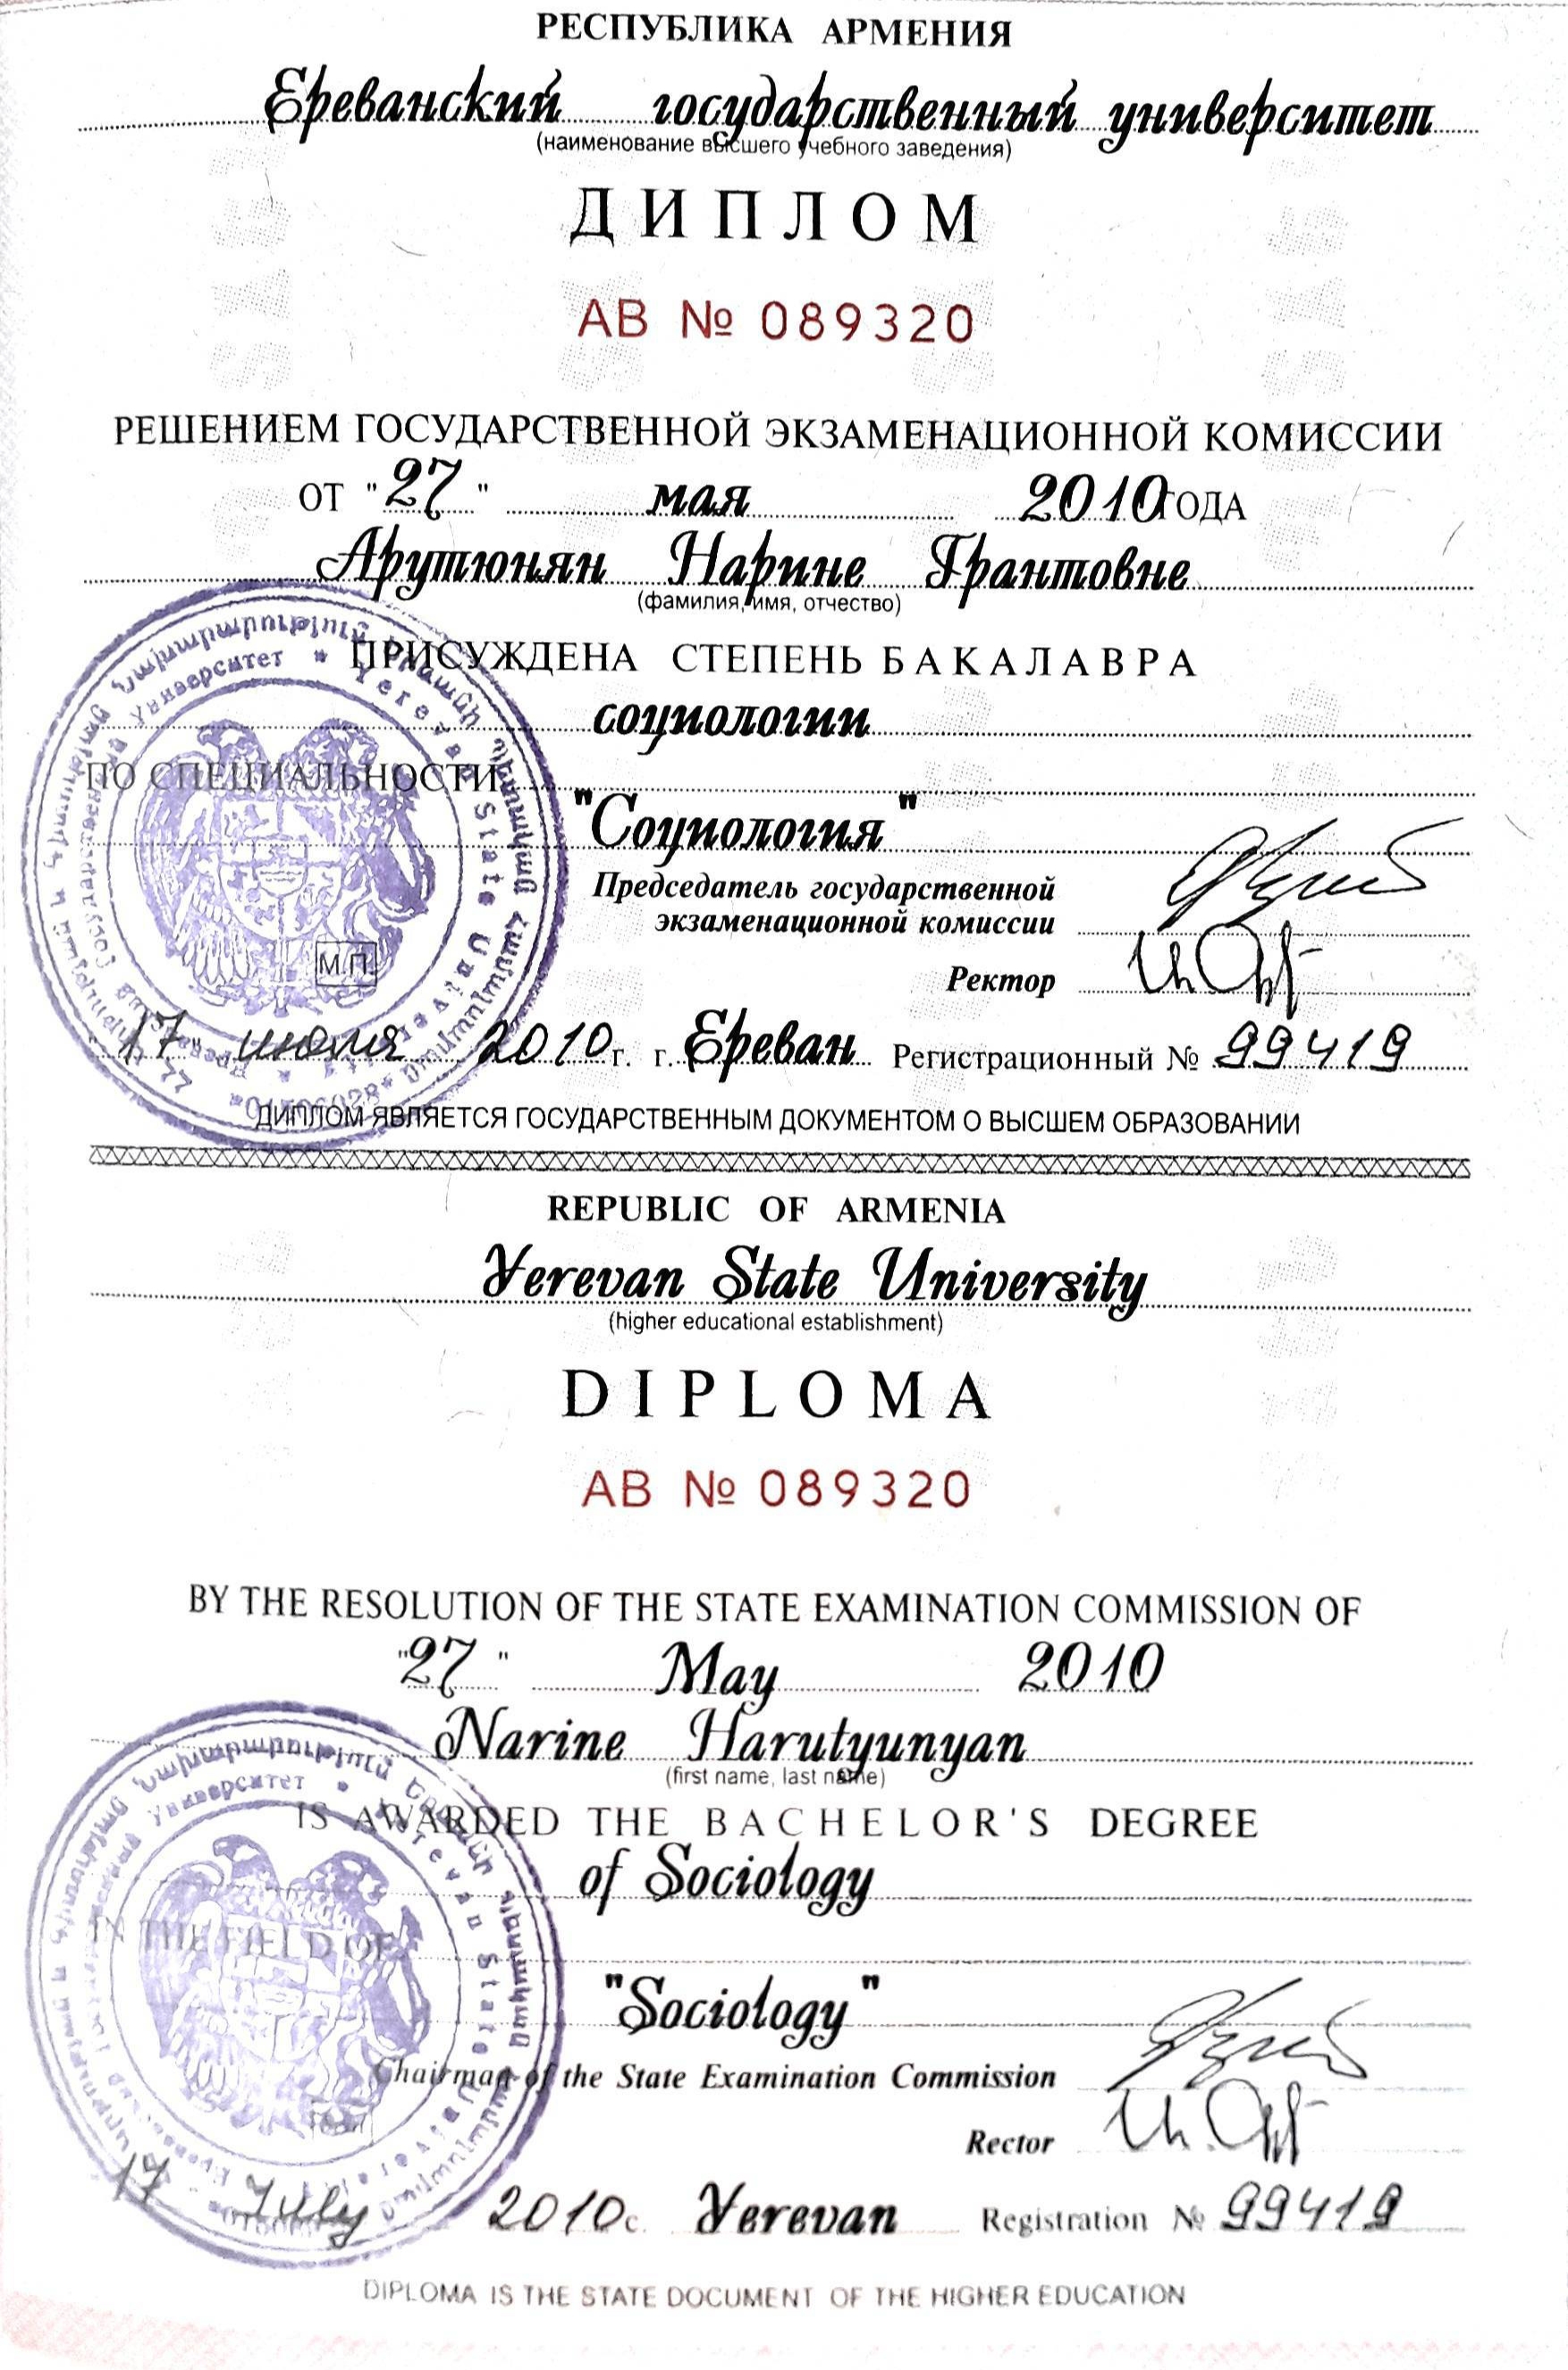 РЕСПУБЛИКА АРМЕНИЯ
Ереванский государственный университет
(наименование высшего учебного заведения)
ДИПЛОМ
АВ № 089320
РЕШЕНИЕМ ГОСУДАРСТВЕННОЙ ЭКЗАМЕНАЦИОННОЙ КОМИССИИ
ОТ "27" мая 2010 ГОДА
Арутюнян Нарине Грантовне
(фамилия, имя, отчество)
ПРИСУЖДЕНА СТЕПЕНЬ БАКАЛАВРА
социологии
ПО СПЕЦИАЛЬНОСТИ
"Социология"
Председатель государственной
экзаменационной комиссии
Ректор
М.П.
"17" июля 2010 г. г. Ереван Регистрационный № 99419
ДИПЛОМ ЯВЛЯЕТСЯ ГОСУДАРСТВЕННЫМ ДОКУМЕНТОМ О ВЫСШЕМ ОБРАЗОВАНИИ
Yerevan State University
REPUBLIC OF ARMENIA
Yerevan State University
(higher educational establishment)
DIPLOMA
AB № 089320
BY THE RESOLUTION OF THE STATE EXAMINATION COMMISSION OF
"27" May 2010
Narine Harutyunyan
(first name, last name)
IS AWARDED THE BACHELOR'S DEGREE
of Sociology
IN THE FIELD OF
"Sociology"
Chairman of the State Examination Commission
Rector
17 July 2010 c. Yerevan Registration № 99419
DIPLOMA IS THE STATE DOCUMENT OF THE HIGHER EDUCATION
Yerevan State University